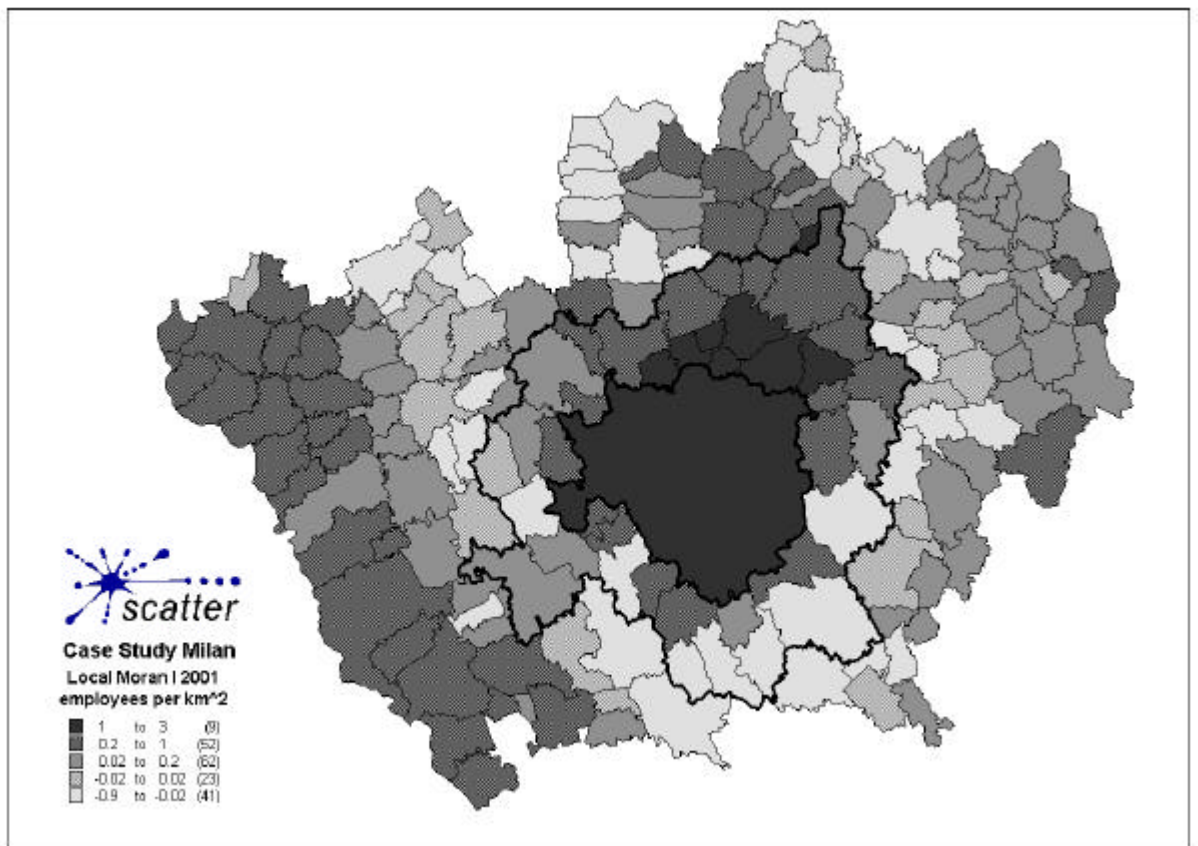 scatter
Case Study Milan
Local Moran I 2001
employees per km^2
1 to 3 (9)
0.2 to 1 (52)
0.02 to 0.2 (62)
-0.02 to 0.02 (23)
-0.9 to -0.02 (41)